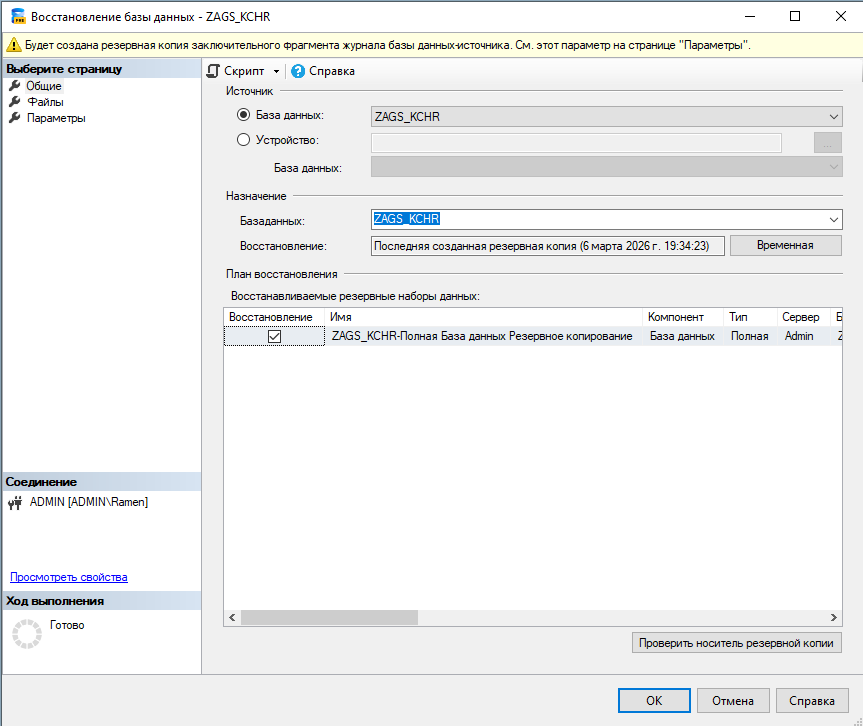 Восстановление базы данных - ZAGS_KCHR
Будет создана резервная копия заключительного фрагмента журнала базы данных-источника. См. этот параметр на странице "Параметры".
Выберите страницу
Общие
Файлы
Параметры
Скрипт
Справка
Источник
База данных:
ZAGS_KCHR
Устройство:
...
База данных:
Назначение
Базаданных:
ZAGS_KCHR
Восстановление:
Последняя созданная резервная копия (6 марта 2026 г. 19:34:23)
Временная
План восстановления
Восстанавливаемые резервные наборы данных:
Восстановление Имя Компонент Тип Сервер
ZAGS_KCHR-Полная База данных Резервное копирование База данных Полная Admin
Соединение
ADMIN [ADMIN\Ramen]
Просмотреть свойства
Ход выполнения
Готово
Проверить носитель резервной копии
OK
Отмена
Справка